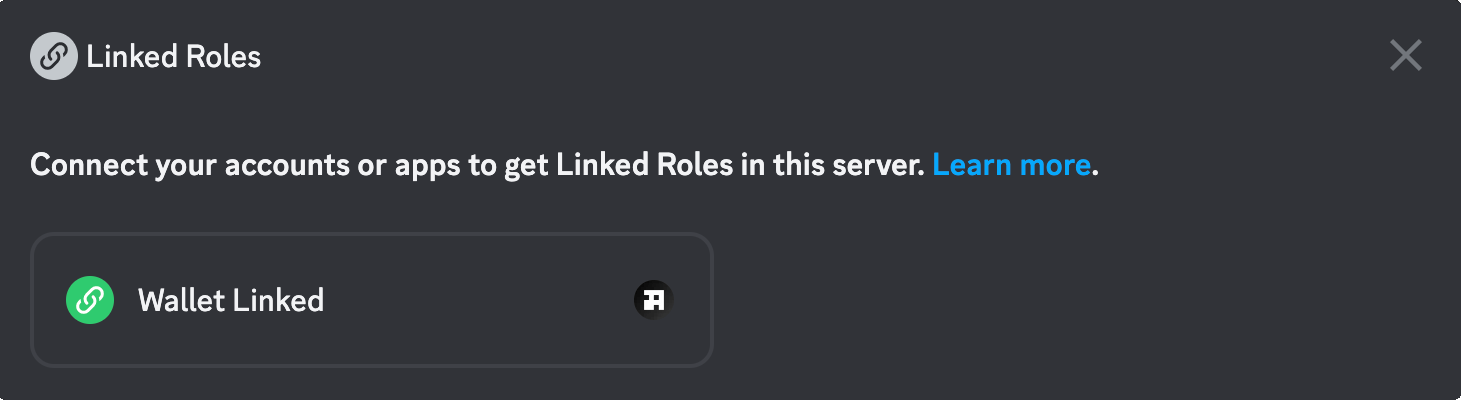 Linked Roles
Connect your accounts or apps to get Linked Roles in this server. Learn more.
Wallet Linked